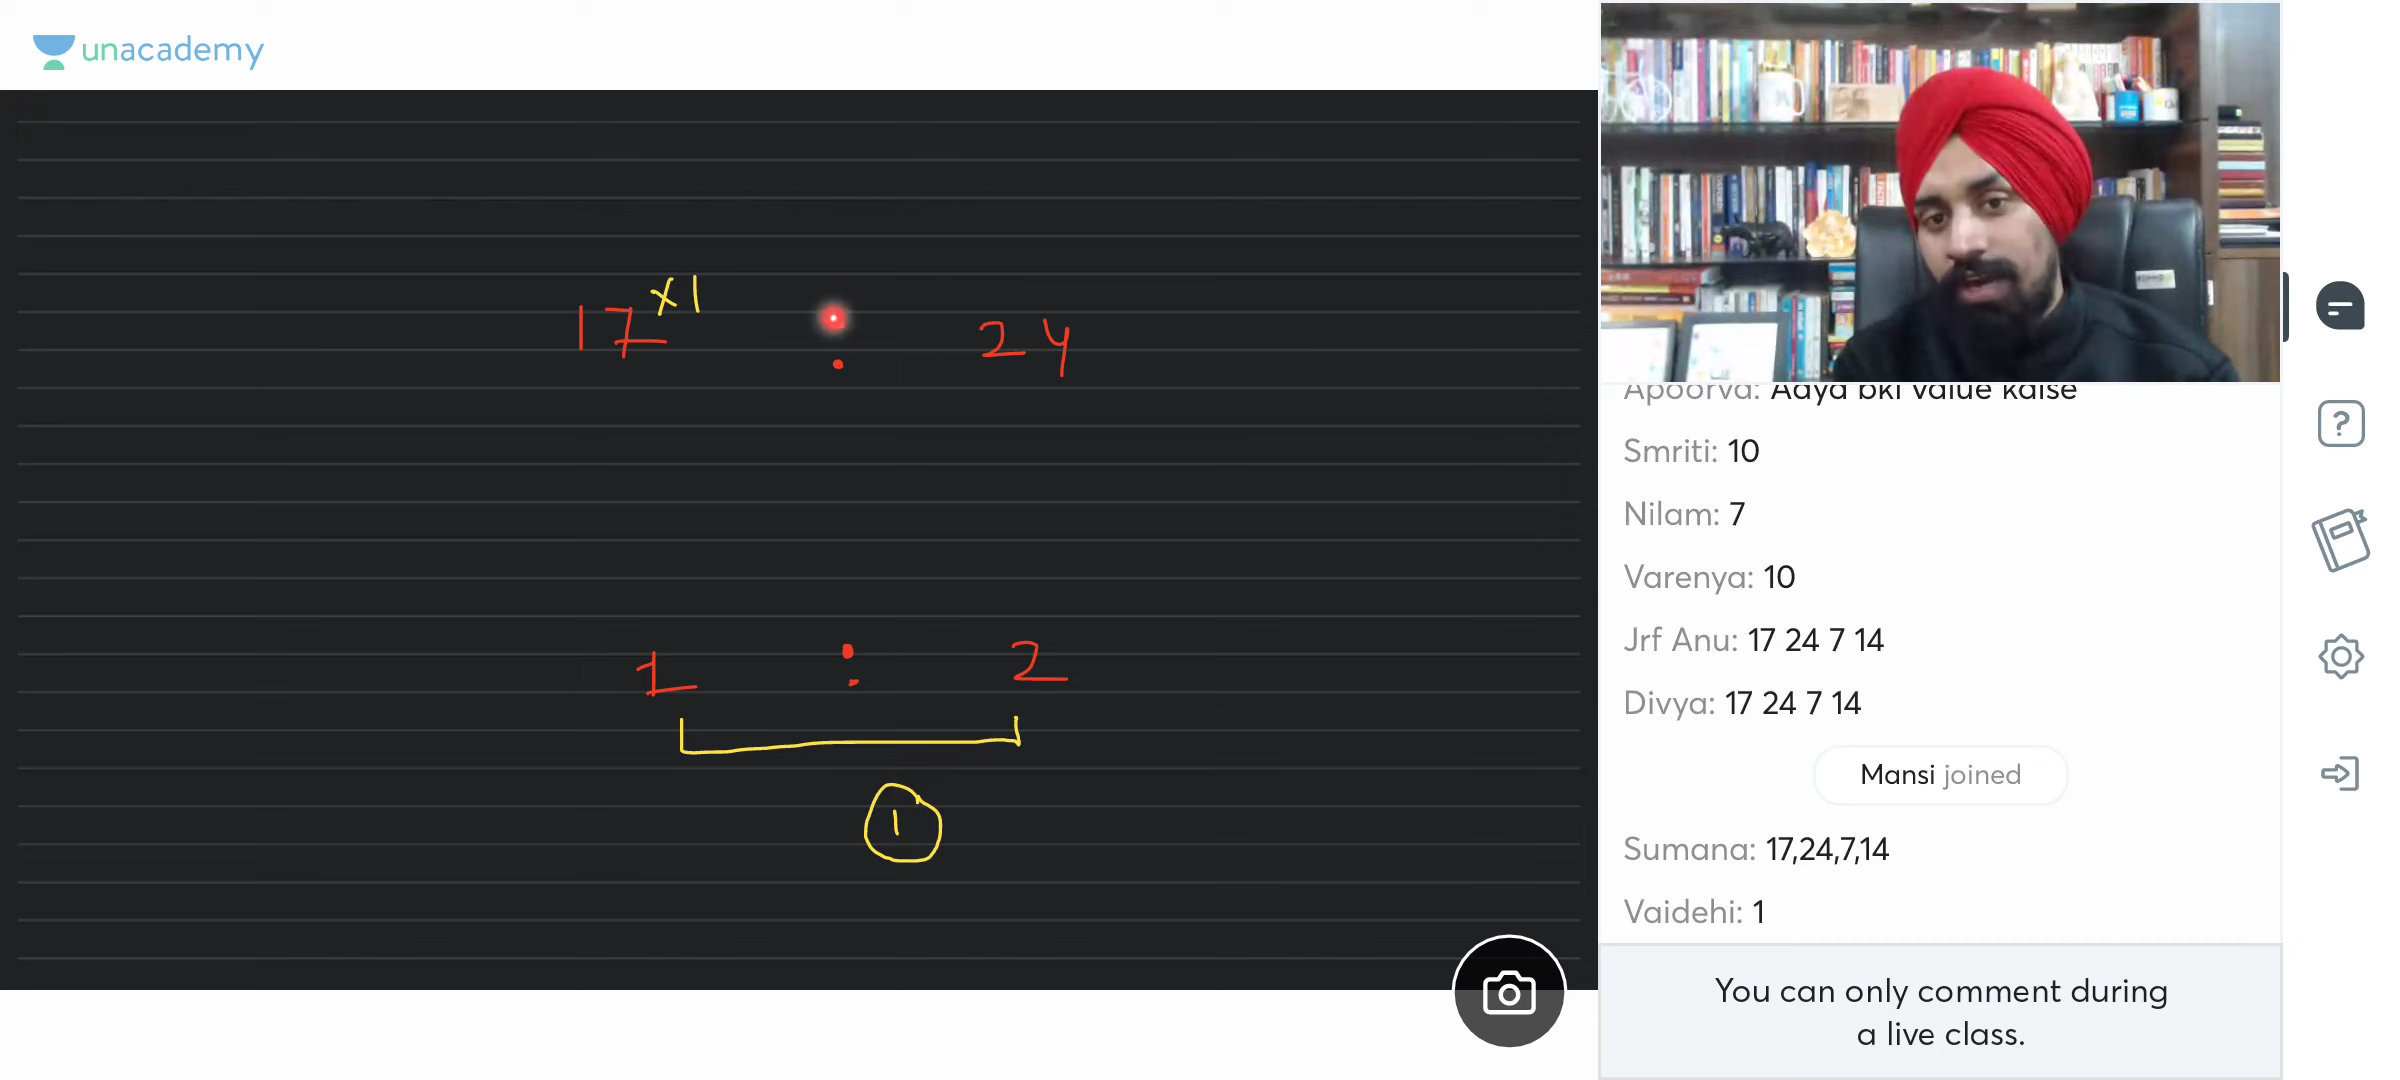 unacademy
17 x1 : 24
1 : 2
1
Apoorva: Aaya bki value kaise
Smriti: 10
Nilam: 7
Varenya: 10
Jrf Anu: 17 24 7 14
Divya: 17 24 7 14
Mansi joined
Sumana: 17,24,7,14
Vaidehi: 1
You can only comment during
a live class.
?